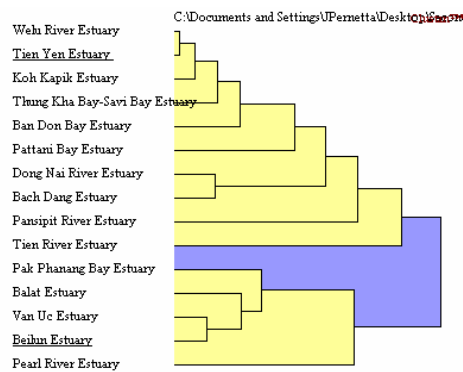 C:\Documents and Settings\JPernetta\Desktop
Welu River Estuary
Tien Yen Estuary
Koh Kapik Estuary
Thung Kha Bay-Savi Bay Estuary
Ban Don Bay Estuary
Pattani Bay Estuary
Dong Nai River Estuary
Bach Dang Estuary
Pansipit River Estuary
Tien River Estuary
Pak Phanang Bay Estuary
Balat Estuary
Van Uc Estuary
Beilun Estuary
Pearl River Estuary